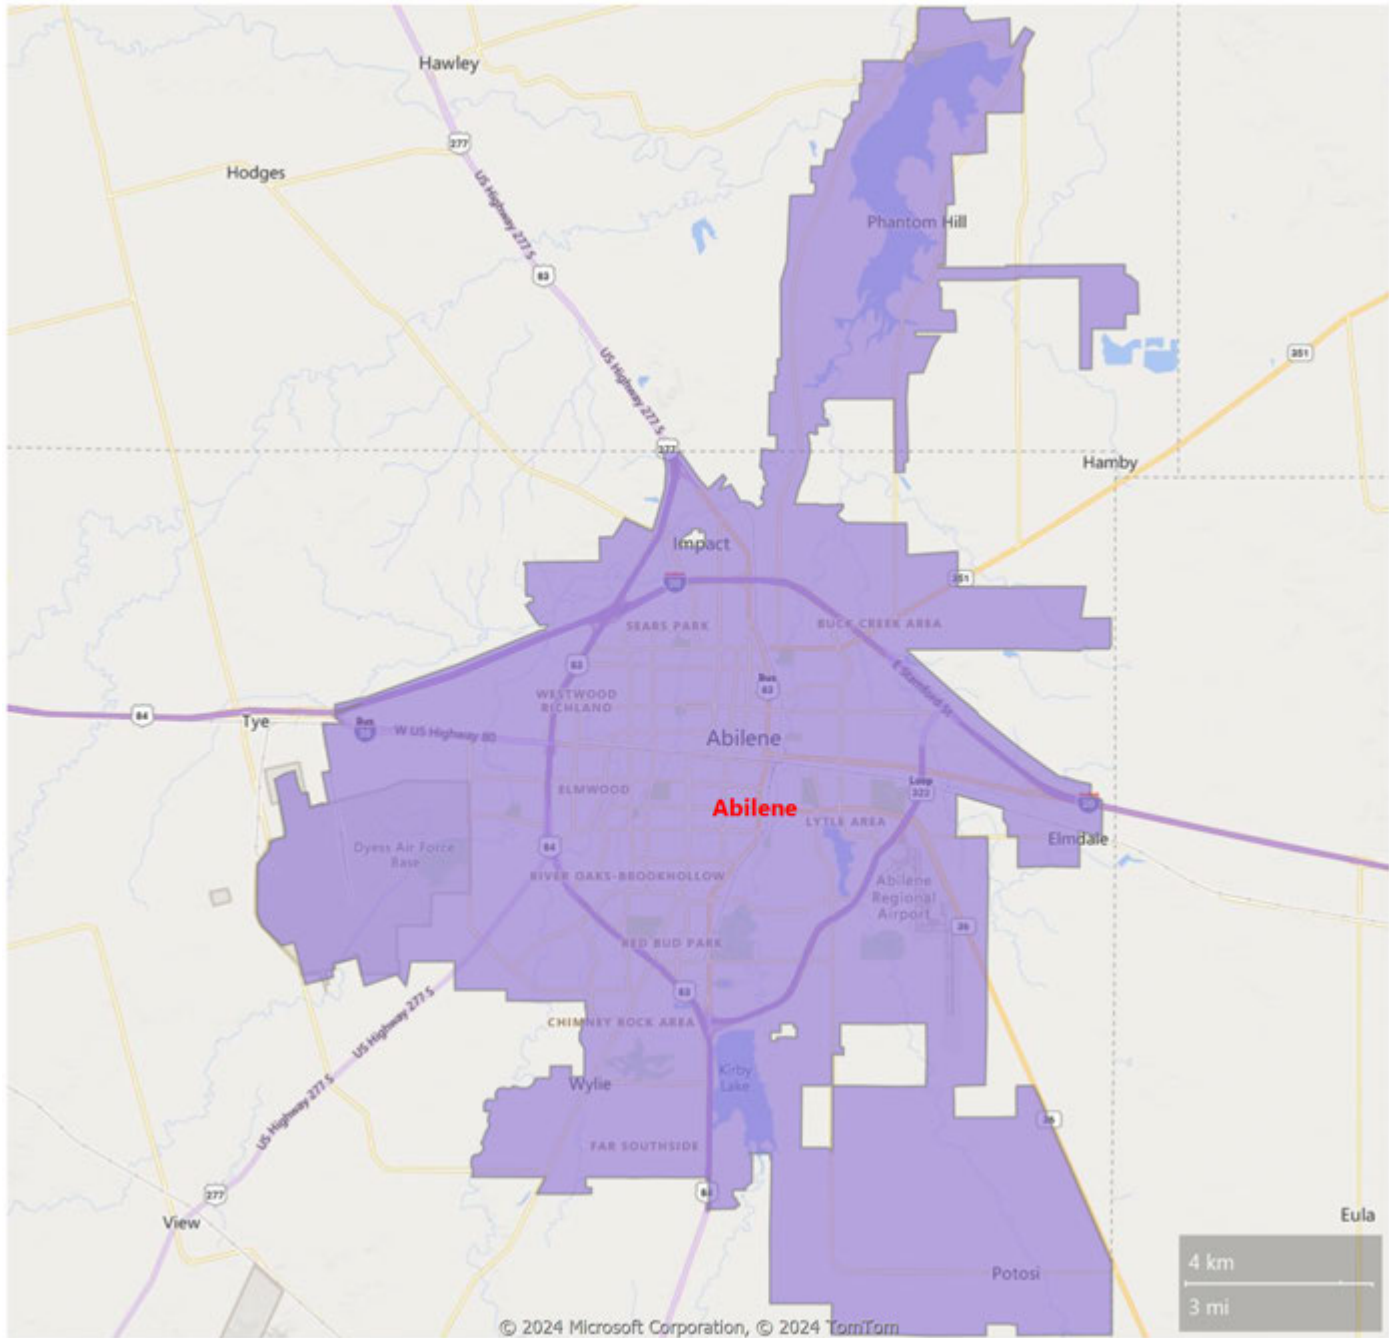 Hawley
277
Hodges
US Highway 277 S
Phantom Hill
83
US Highway 277 S
351
277
Hamby
Impact
20
351
SEARS PARK
BUCK CREEK AREA
83
E Stamford St
WESTWOOD
RICHLAND
Bus
83
84
Tye
Bus
20
W US Highway 80
Abilene
ELMWOOD
Loop
322
20
Abilene
LYTLE AREA
Elmdale
84
Dyess Air Force
Base
RIVER OAKS-BROOKHOLLOW
Abilene
Regional
Airport
36
RED BUD PARK
83
US Highway 277 S
CHIMNEY ROCK AREA
Kirby
Lake
Wylie
US Highway 277 S
36
FAR SOUTHSIDE
277
84
View
Eula
Potosi
4 km
3 mi
© 2024 Microsoft Corporation, © 2024 TomTom